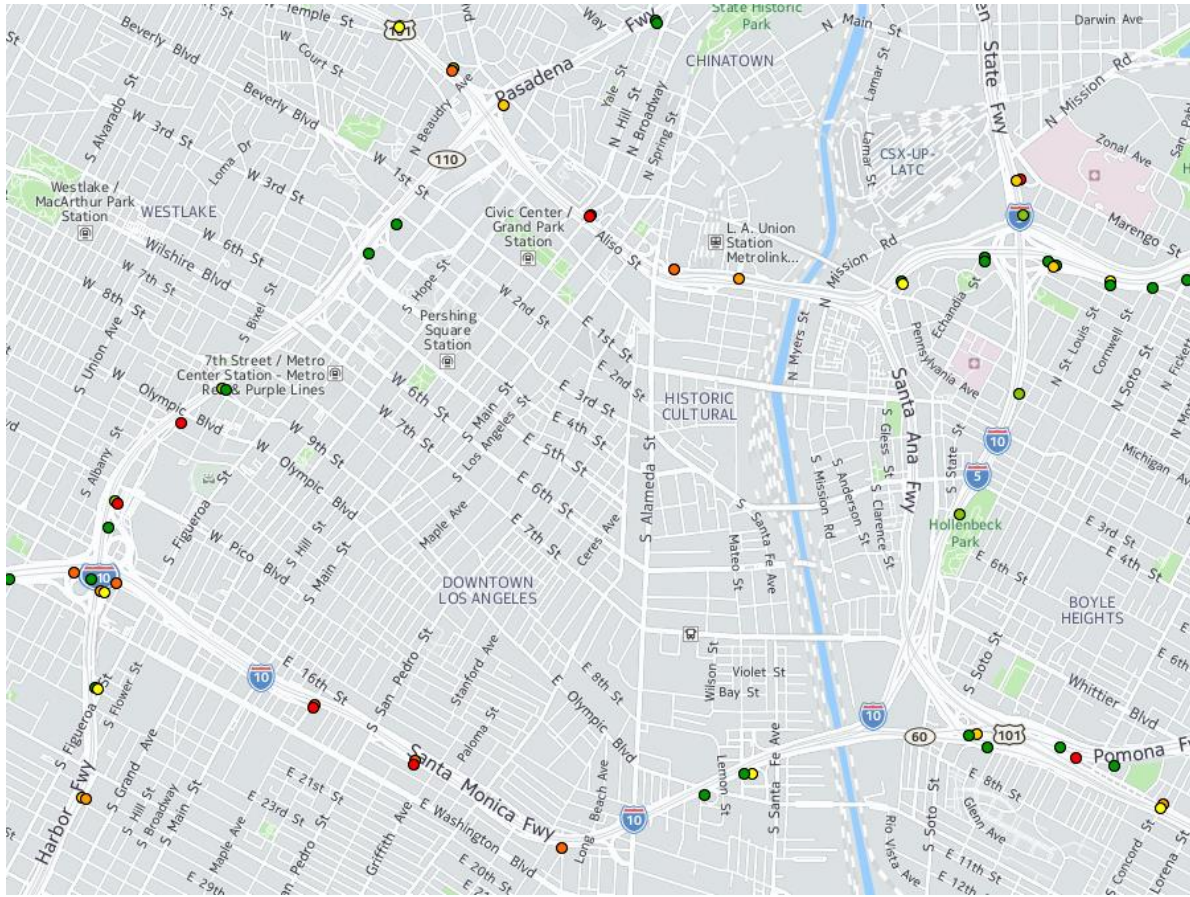 W Temple St
101
Blvd
Way
Fwy
State Historic
Park
N Main St
Darwin Ave
Beverly Blvd
W Court St
Pasadena
CHINATOWN
Lamar St
Golden State Fwy
N Mission Rd
S Alvarado St
W 3rd St
Beverly Blvd
N Beaudry Ave
Yale St
N Hill St
N Broadway
N Spring St
Zonal Ave
San Pablo
Loma Dr
W 1st St
110
Lamar St
CSX-UP-
LATC
Westlake /
MacArthur Park
Station
WESTLAKE
W 3rd St
Civic Center /
Grand Park
Station
Aliso St
L. A. Union
Station
Metrolink...
N Mission Rd
5
Marengo St
W 6th St
Wilshire Blvd
W 7th St
W 8th St
S Hope St
W 2nd St
Echandia St
S Union Ave
S Bixel St
Pershing
Square
Station
E 1st St
E 2nd St
N Myers St
Pennsylvania Ave
N St Louis St
Cornwell St
N Soto St
N Fickett
7th Street / Metro
Center Station - Metro
Red & Purple Lines
W Olympic Blvd
W 6th St
W 7th St
S Main St
S Los Angeles St
E 3rd St
E 4th St
HISTORIC
CULTURAL
Santa Ana Fwy
S Gless St
S State St
10
N Mott
S Albany St
W 9th St
W Olympic Blvd
E 5th St
E 6th St
S Alameda St
S Mission Rd
S Anderson St
S Clarence St
5
Michigan Ave
S Figueroa St
S Hill St
S Main St
W Pico Blvd
Maple Ave
E 7th St
Ceres Ave
S Santa Fe Ave
Mateo St
Hollenbeck
Park
E 3rd St
E 4th St
E 6th St
10
DOWNTOWN
LOS ANGELES
BOYLE
HEIGHTS
S Figueroa St
S Flower St
10
E 16th St
S San Pedro St
Stanford Ave
Paloma St
E 8th St
E Olympic Blvd
Wilson St
Violet St
Bay St
S Soto St
E 6th St
Whittier Blvd
10
60
101
Pomona Fwy
Harbor Fwy
S Grand Ave
S Hill St
S Broadway
S Main St
E 21st St
E 23rd St
Maple Ave
San Pedro St
Griffith Ave
Santa Monica Fwy
E Washington Blvd
E 20th St
Long Beach Ave
10
Lemon St
S Santa Fe Ave
Rio Vista Ave
S Soto St
E 8th St
Glenn Ave
E 11th St
E 12th St
S Concord St
Lorena St
E 29th St